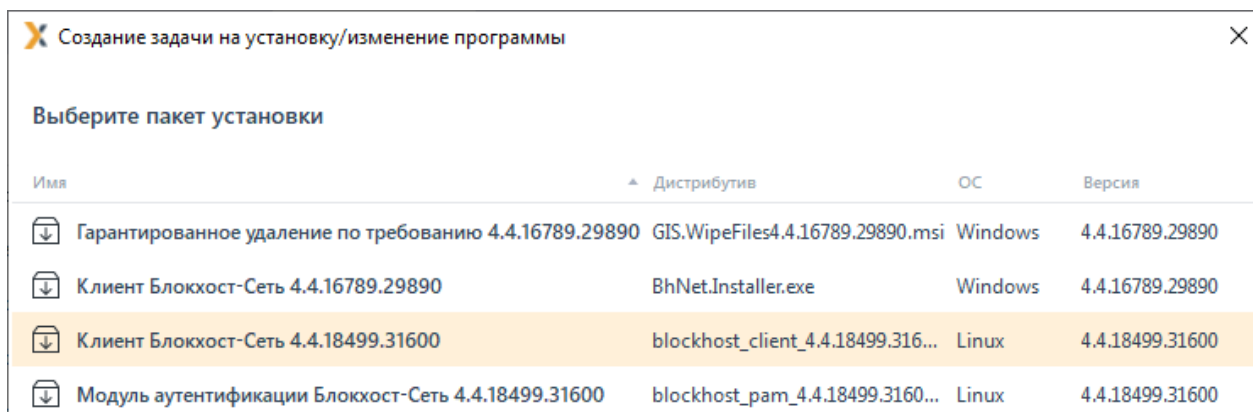 Создание задачи на установку/изменение программы
Выберите пакет установки
Имя Дистрибутив ОС Версия
Гарантированное удаление по требованию 4.4.16789.29890 GIS.WipeFiles4.4.16789.29890.msi Windows 4.4.16789.29890
Клиент Блокхост-Сеть 4.4.16789.29890 BhNet.Installer.exe Windows 4.4.16789.29890
Клиент Блокхост-Сеть 4.4.18499.31600 blockhost_client_4.4.18499.316... Linux 4.4.18499.31600
Модуль аутентификации Блокхост-Сеть 4.4.18499.31600 blockhost_pam_4.4.18499.3160... Linux 4.4.18499.31600